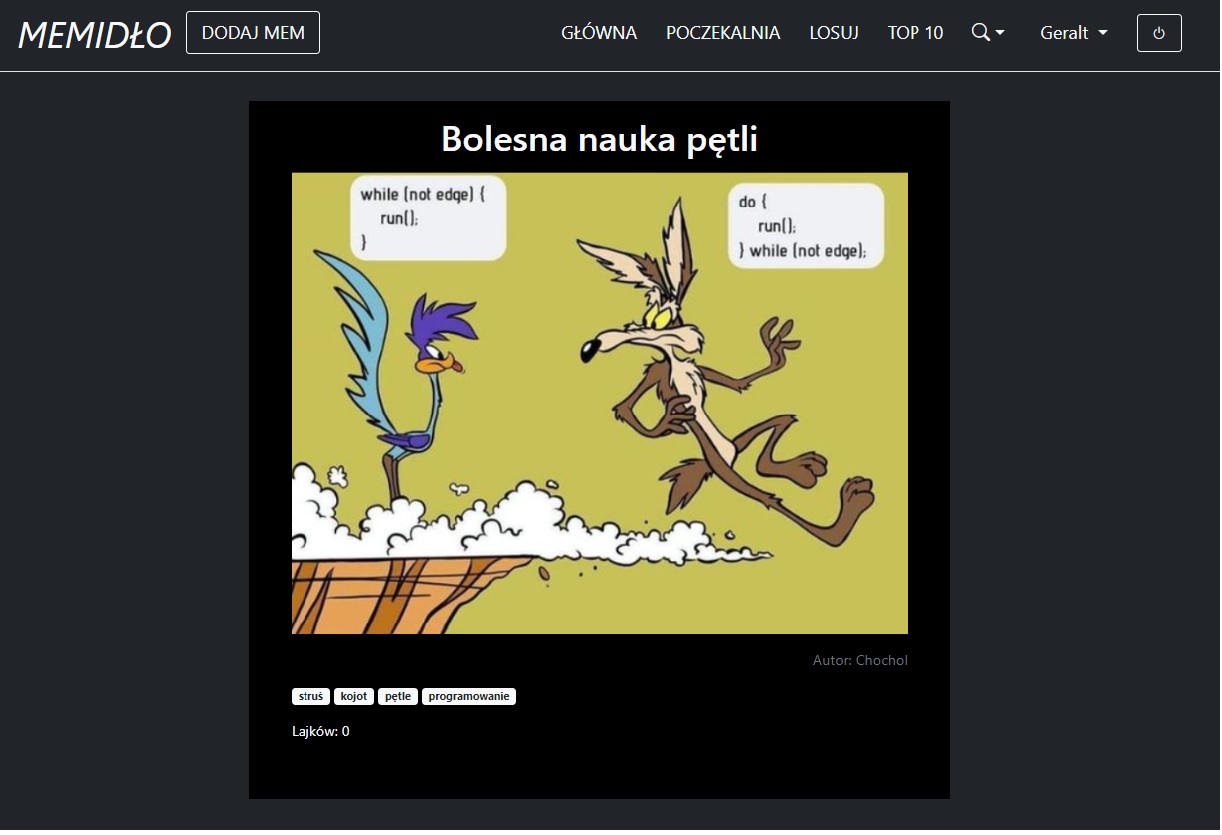 MEMIDŁO DODAJ MEM GŁÓWNA POCZEKALNIA LOSUJ TOP 10 Geralt
Bolesna nauka pętli
while (not edge) {
run();
}
do {
run();
} while (not edge);
Autor: Chochol
struś kojot pętle programowanie
Lajków: 0